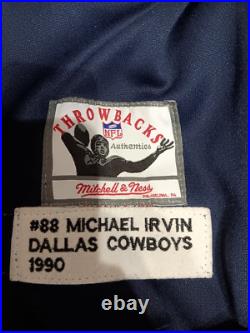 THROWBACKS
NFL
Authentics
Mitchell & Ness
PHILADELPHIA, PA
#88 MICHAEL IRVIN
DALLAS COWBOYS
1990